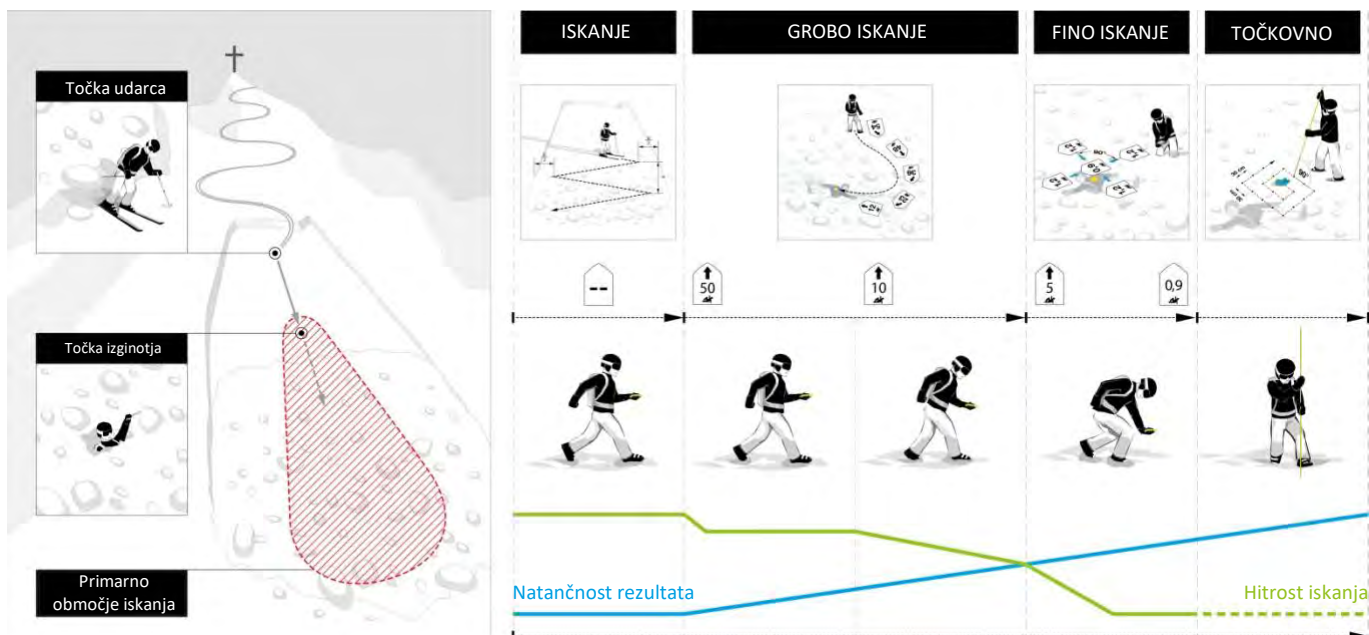 Točka udarca
Točka izginotja
Primarno
območje iskanja
ISKANJE
GROBO ISKANJE
FINO ISKANJE
TOČKOVNO
--
50
10
5
0,9
Natančnost rezultata
Hitrost iskanja